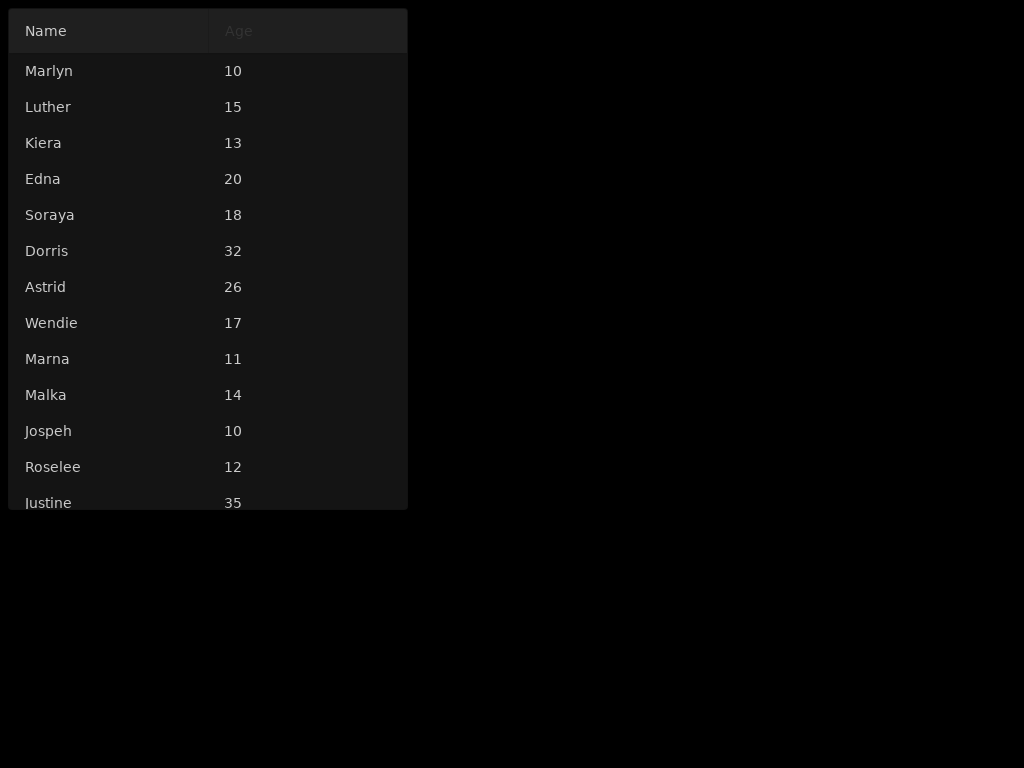 Name Age
Marlyn 10
Luther 15
Kiera 13
Edna 20
Soraya 18
Dorris 32
Astrid 26
Wendie 17
Marna 11
Malka 14
Jospeh 10
Roselee 12
Justine 35